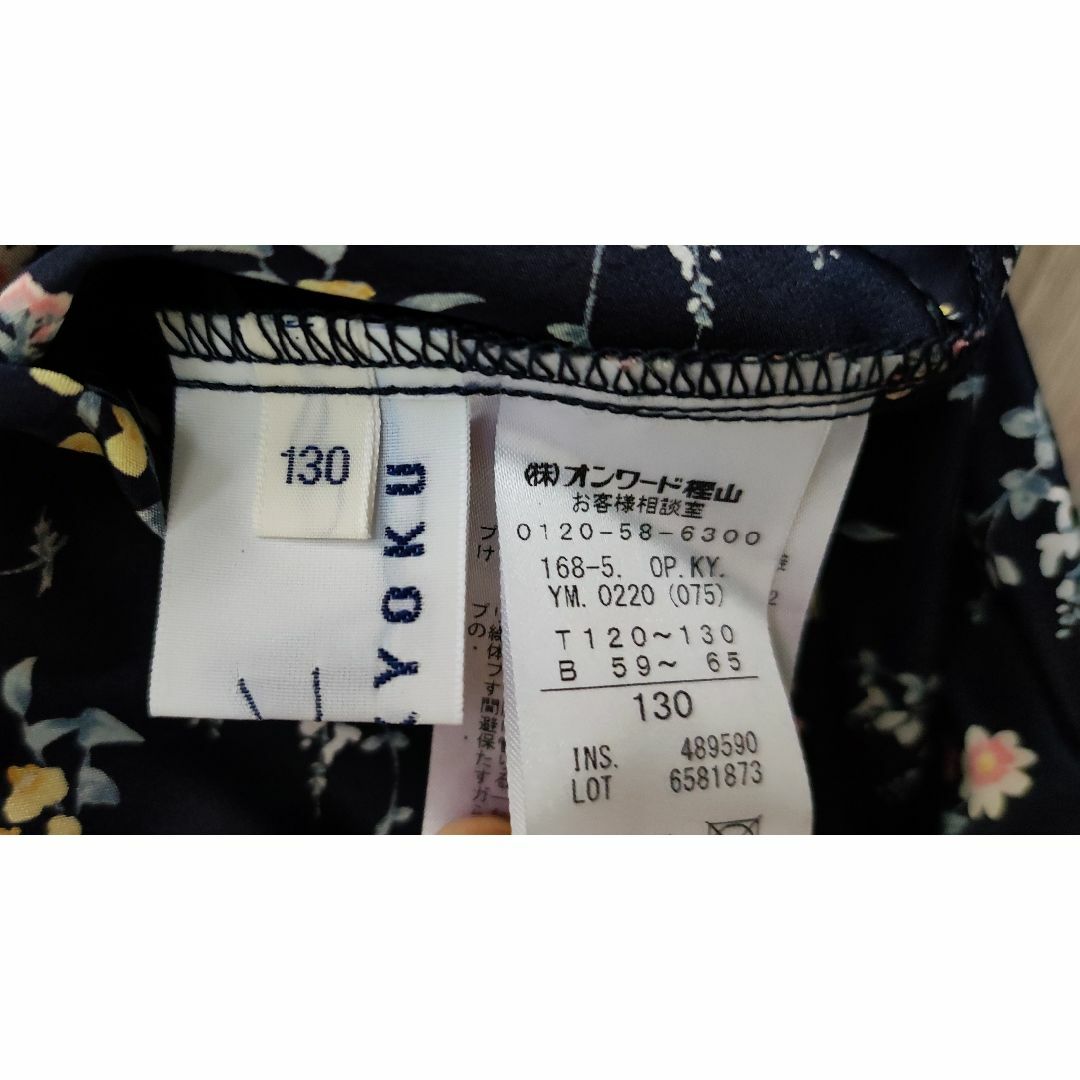 130
YOKU
(株)オンワード樫山
お客様相談室
0120-58-6300
168-5. OP.KY.
YM. 0220 (075)
T 120～130
B 59～ 65
130
INS. 489590
LOT 6581873